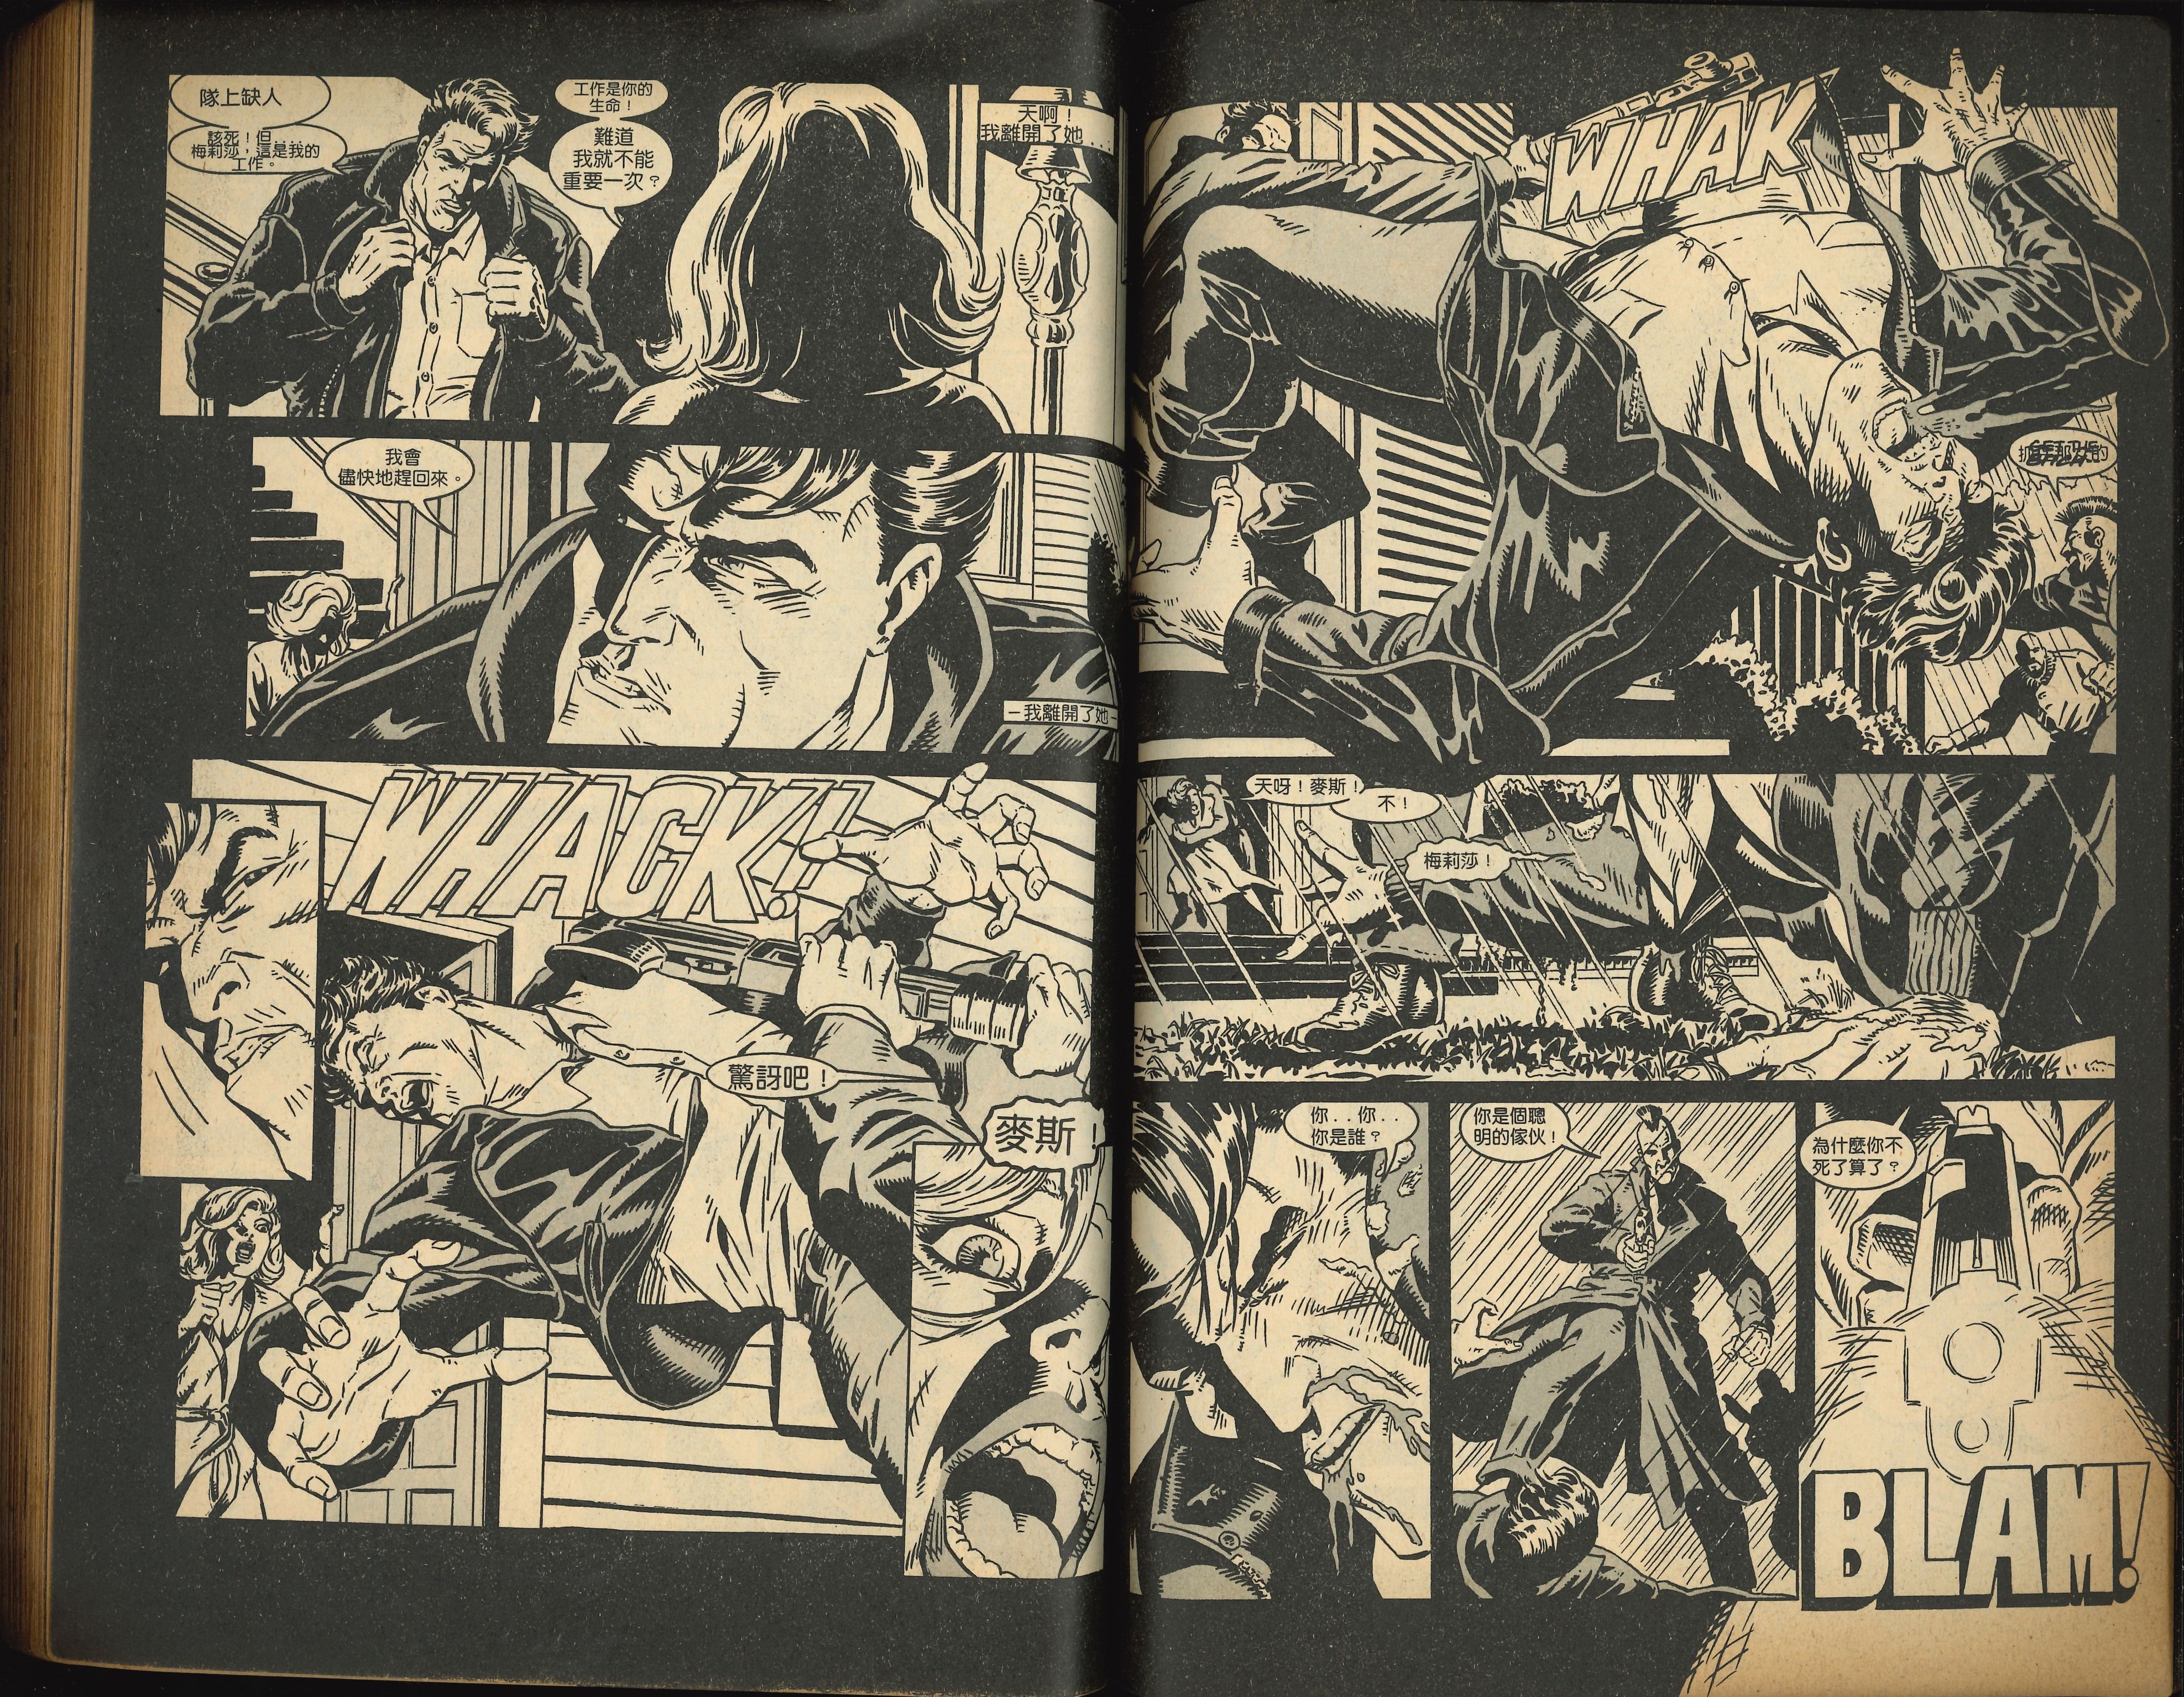 隊上缺人
該死！但
梅莉莎，這是我的
工作。
工作是你的
生命！
難道
我就不能
重要一次？
天啊！
我離開了她
我會
儘快地趕回來。
－我離開了她－
WHACK!!
驚訝吧！
麥斯！
WHAK
天呀！麥斯！
不！
梅莉莎！
你‥你‥
你是誰？
你是個聰
明的傢伙！
為什麼你不
死了算了？
BLAM!